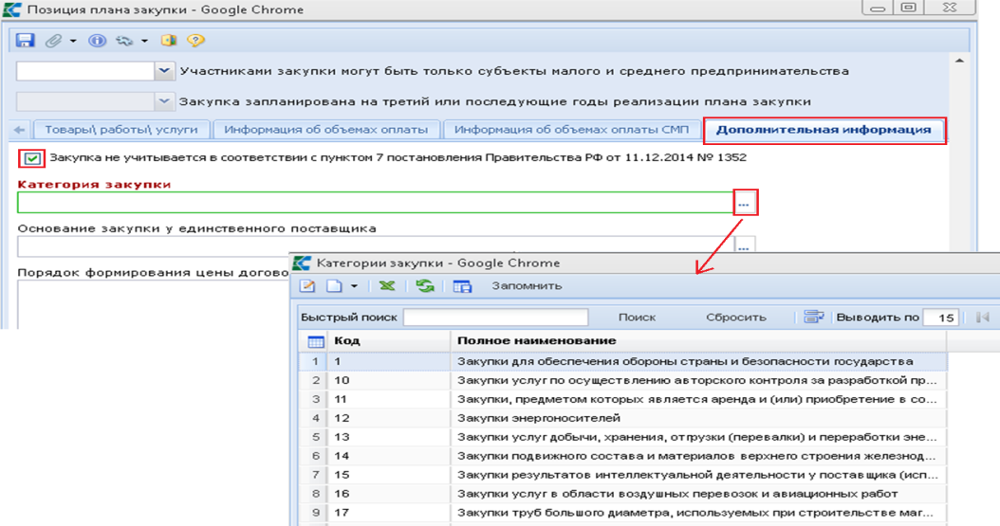 Позиция плана закупки - Google Chrome
Участниками закупки могут быть только субъекты малого и среднего предпринимательства
Закупка запланирована на третий или последующие годы реализации плана закупки
Товары\ работы\ услуги Информация об объемах оплаты Информация об объемах оплаты СМП Дополнительная информация
Закупка не учитывается в соответствии с пунктом 7 постановления Правительства РФ от 11.12.2014 № 1352
Категория закупки
...
Основание закупки у единственного поставщика
...
Порядок формирования цены догово
Категории закупки - Google Chrome
Запомнить
Быстрый поиск Поиск Сбросить Выводить по 15
Код Полное наименование
1 1 Закупки для обеспечения обороны страны и безопасности государства
2 10 Закупки услуг по осуществлению авторского контроля за разработкой пр...
3 11 Закупки, предметом которых является аренда и (или) приобретение в со...
4 12 Закупки энергоносителей
5 13 Закупки услуг добычи, хранения, отгрузки (перевалки) и переработки эне...
6 14 Закупки подвижного состава и материалов верхнего строения железнод...
7 15 Закупки результатов интеллектуальной деятельности у поставщика (исп...
8 16 Закупки услуг в области воздушных перевозок и авиационных работ
9 17 Закупки труб большого диаметра, используемых при строительстве маг...